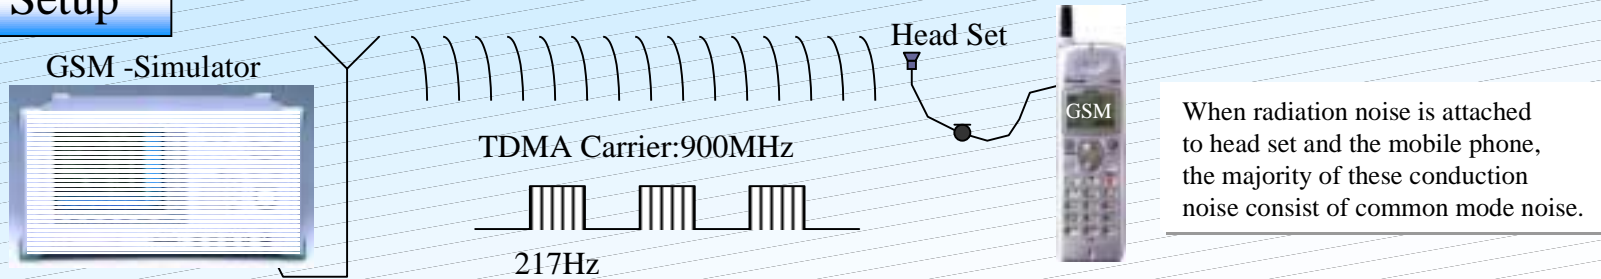 Setup
GSM -Simulator
Head Set
GSM
TDMA Carrier:900MHz
217Hz
When radiation noise is attached
to head set and the mobile phone,
the majority of these conduction
noise consist of common mode noise.